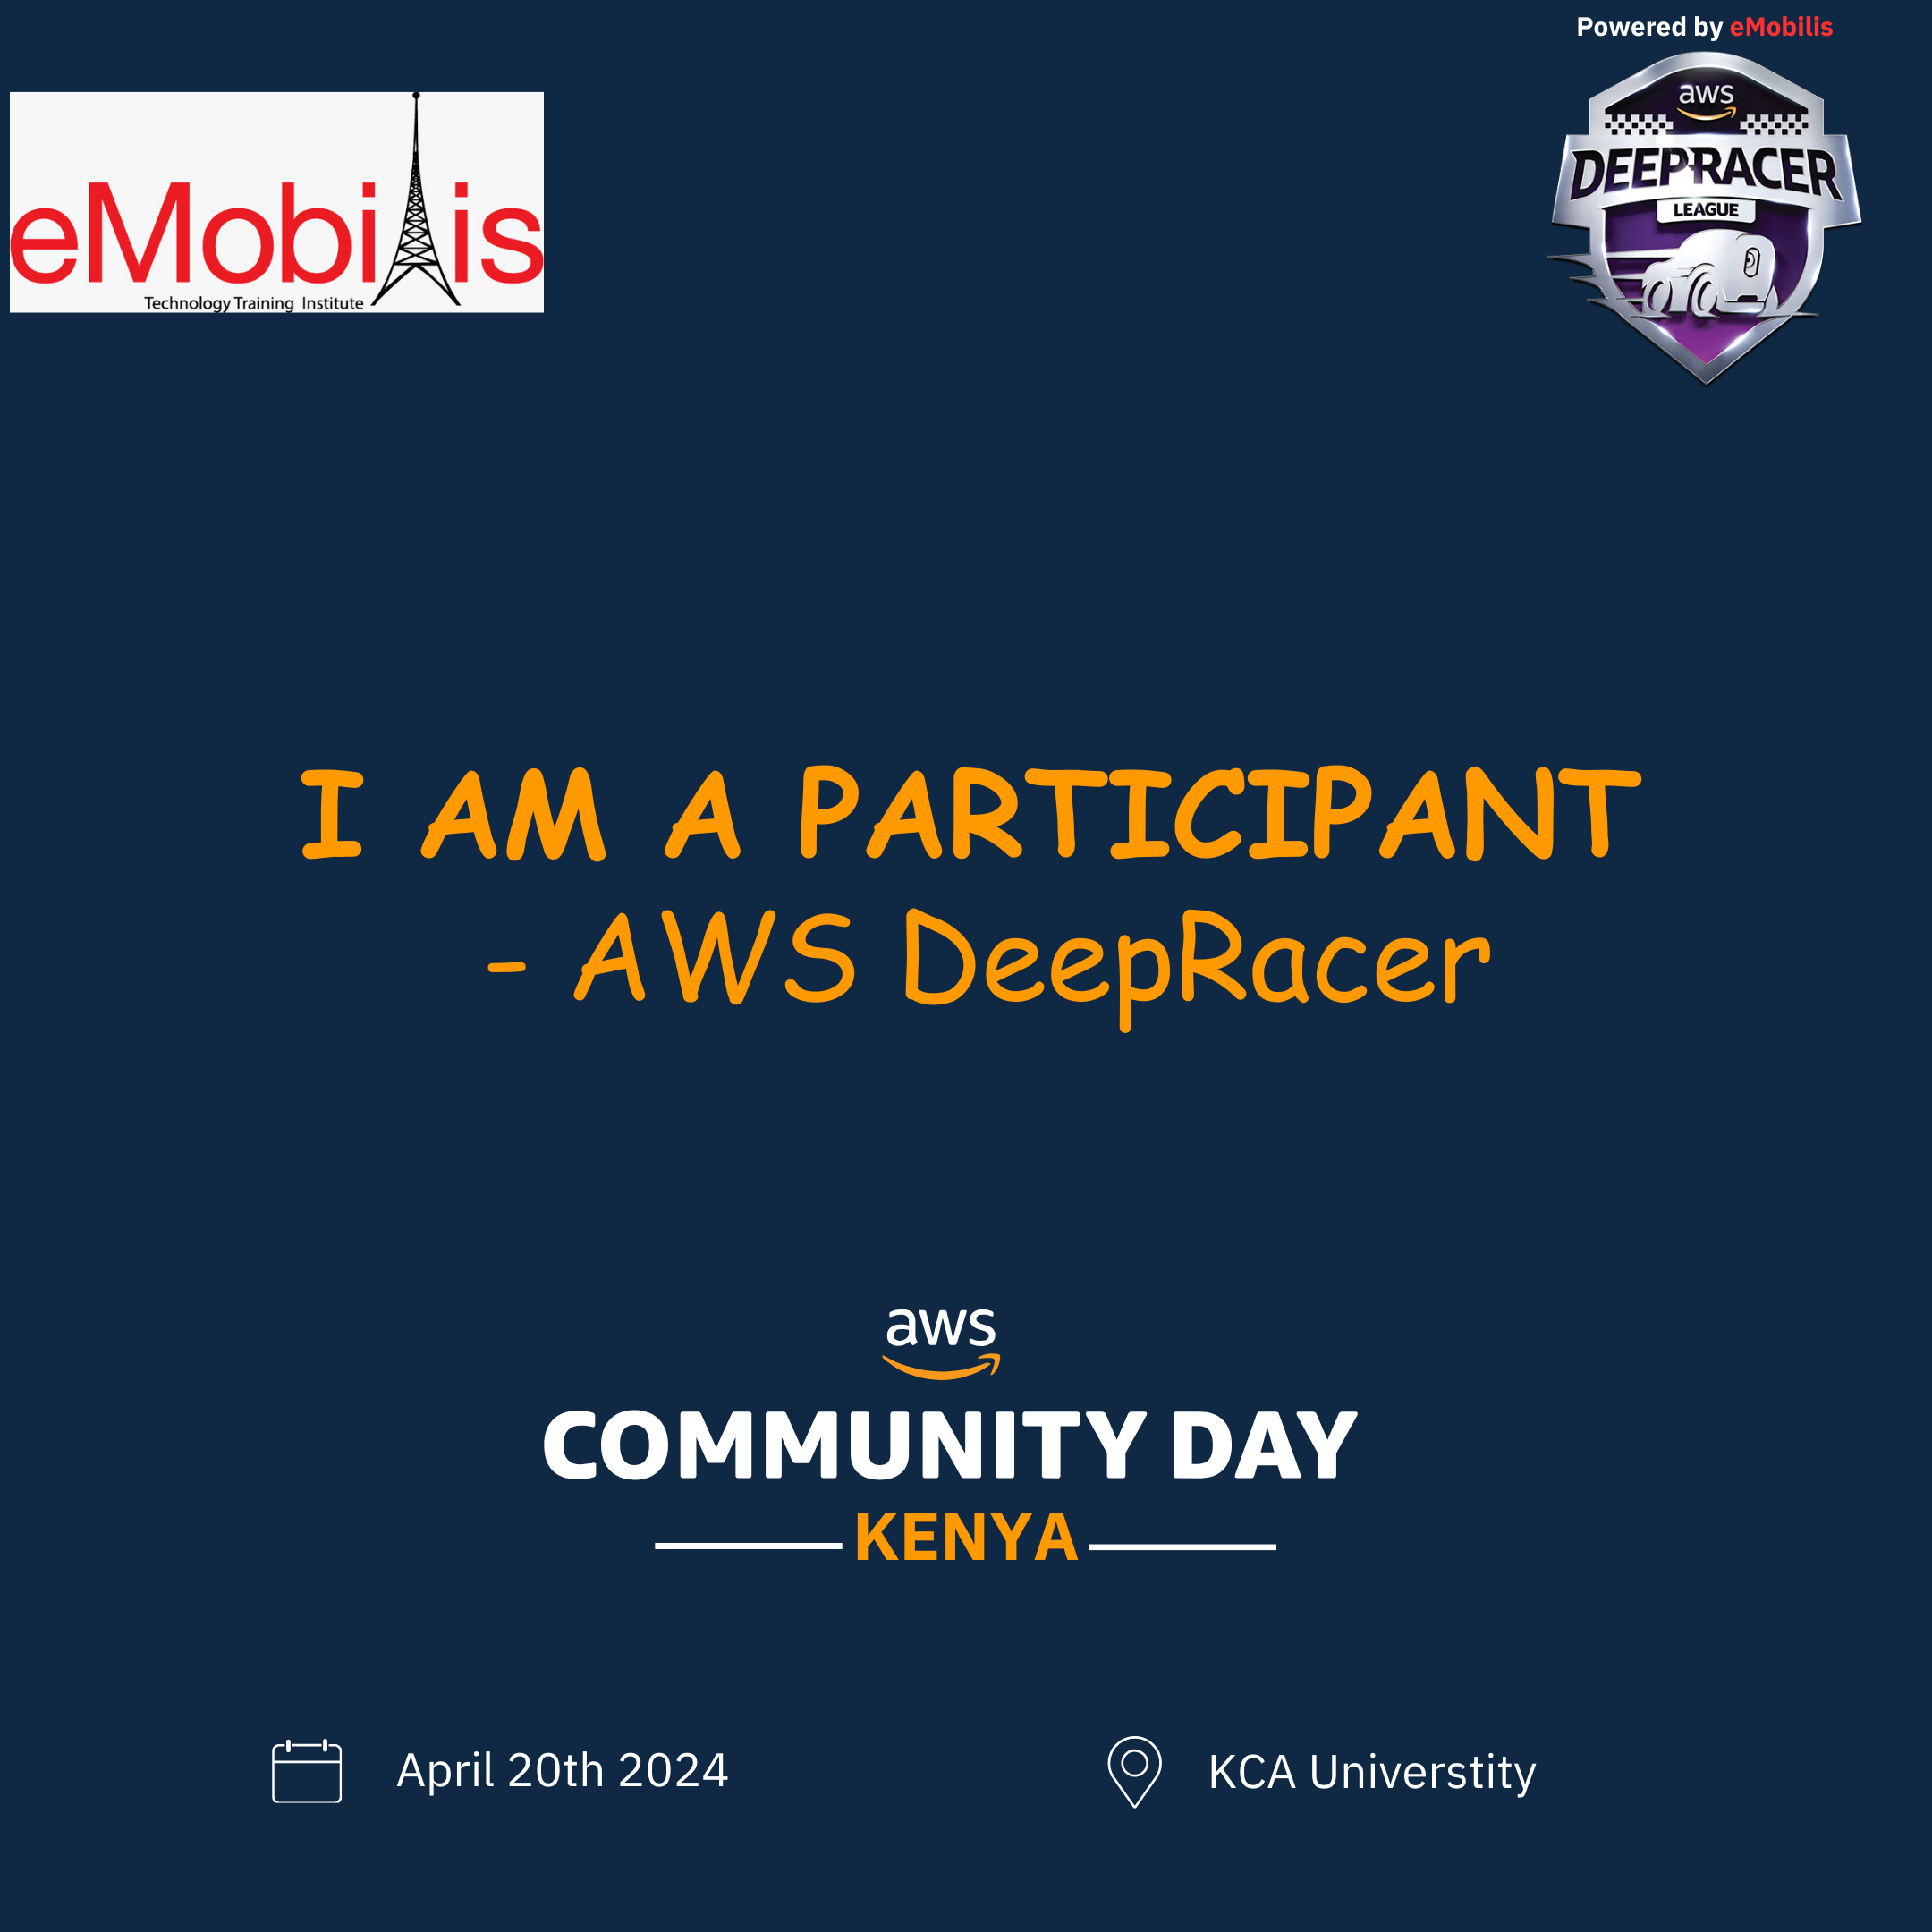 Powered by eMobilis
eMobilis
Technology Training Institute
aws
DEEPRACER
LEAGUE
I AM A PARTICIPANT
- AWS DeepRacer
aws
COMMUNITY DAY
KENYA
April 20th 2024
KCA Universtity